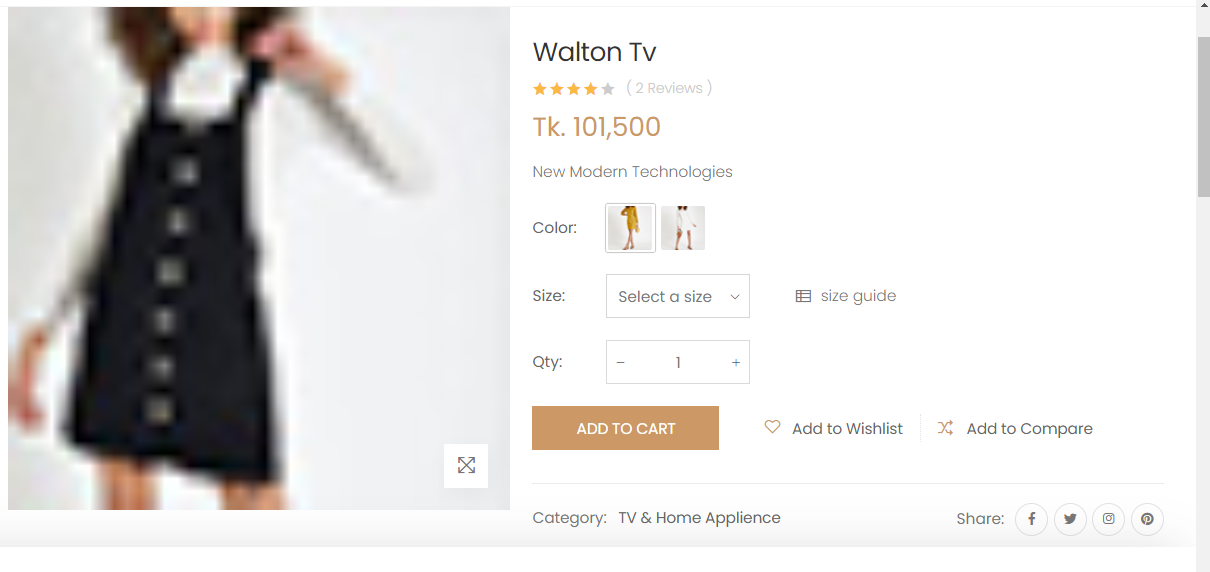 Walton Tv
( 2 Reviews )
Tk. 101,500
New Modern Technologies
Color:
Size: Select a size size guide
Qty: − 1 +
ADD TO CART Add to Wishlist Add to Compare
Category: TV & Home Applience Share: